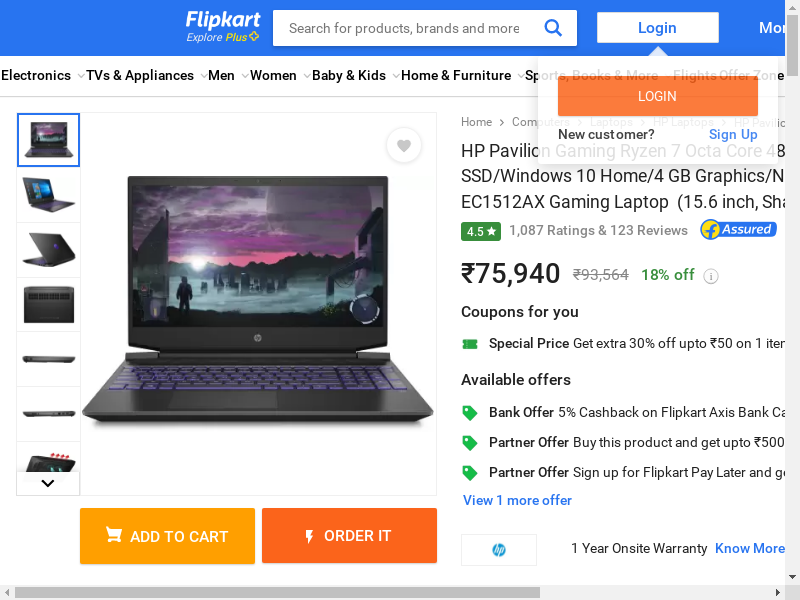 Flipkart
Explore Plus
Search for products, brands and more
Login
Mor
Electronics
TVs & Appliances
Men
Women
Baby & Kids
Home & Furniture
Sports, Books & More
Flights
Offer Zone
LOGIN
New customer?
Sign Up
Home
Computers
Laptops
HP Laptops
HP Pavilio
HP Pavilion Gaming Ryzen 7 Octa Core 48
SSD/Windows 10 Home/4 GB Graphics/N
EC1512AX Gaming Laptop (15.6 inch, Sha
4.5
1,087 Ratings & 123 Reviews
Assured
₹75,940
₹93,564
18% off
i
Coupons for you
Special Price Get extra 30% off upto ₹50 on 1 iter
Available offers
Bank Offer 5% Cashback on Flipkart Axis Bank Ca
Partner Offer Buy this product and get upto ₹500
Partner Offer Sign up for Flipkart Pay Later and ge
View 1 more offer
ADD TO CART
ORDER IT
hp
1 Year Onsite Warranty
Know More